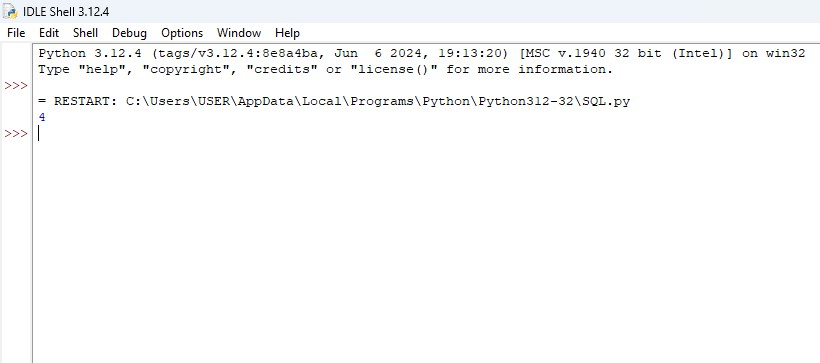 IDLE Shell 3.12.4
File Edit Shell Debug Options Window Help
Python 3.12.4 (tags/v3.12.4:8e8a4ba, Jun  6 2024, 19:13:20) [MSC v.1940 32 bit (Intel)] on win32
Type "help", "copyright", "credits" or "license()" for more information.
>>>
= RESTART: C:\Users\USER\AppData\Local\Programs\Python\Python312-32\SQL.py
4
>>>